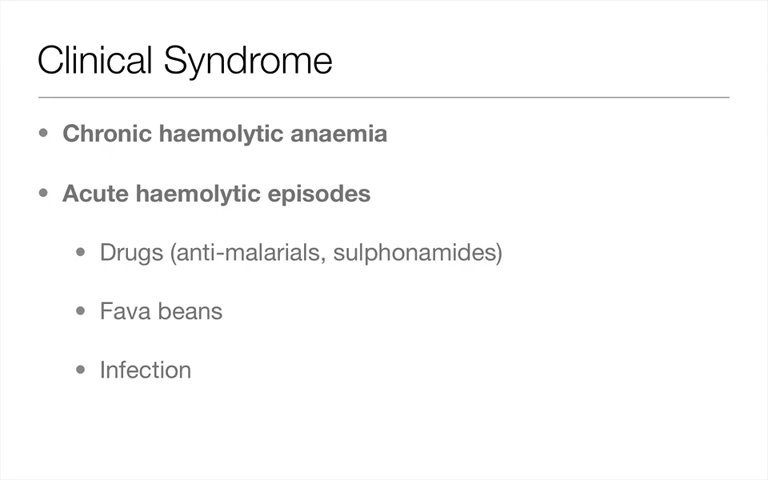 Clinical Syndrome
• Chronic haemolytic anaemia
• Acute haemolytic episodes
• Drugs (anti-malarials, sulphonamides)
• Fava beans
• Infection